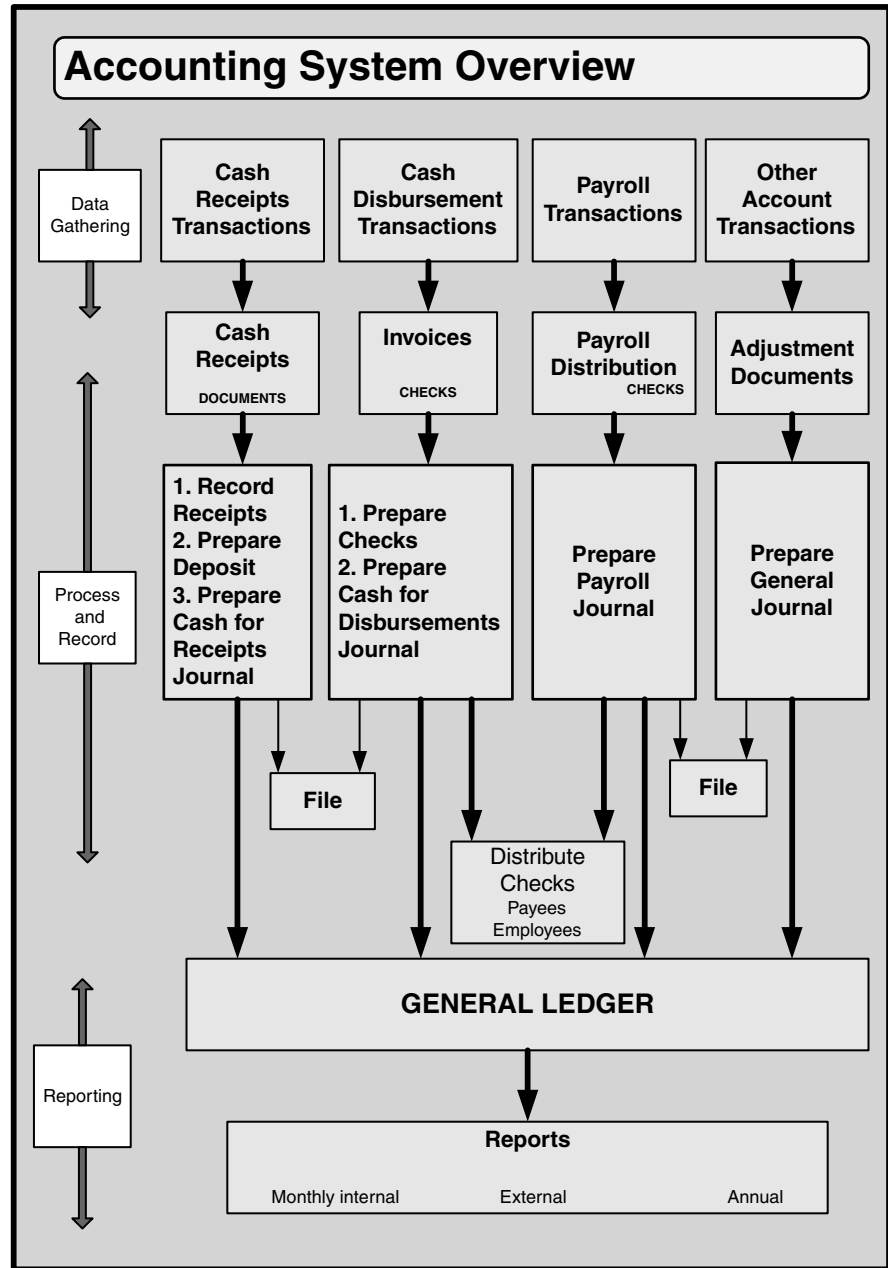 Accounting System Overview
Data
Gathering
Cash
Receipts
Transactions
Cash
Disbursement
Transactions
Payroll
Transactions
Other
Account
Transactions
Cash
Receipts
DOCUMENTS
Invoices
CHECKS
Payroll
Distribution
CHECKS
Adjustment
Documents
Process
and
Record
1. Record
Receipts
2. Prepare
Deposit
3. Prepare
Cash for
Receipts
Journal
1. Prepare
Checks
2. Prepare
Cash for
Disbursements
Journal
Prepare
Payroll
Journal
Prepare
General
Journal
File
File
Distribute
Checks
Payees
Employees
GENERAL LEDGER
Reporting
Reports
Monthly internal External Annual